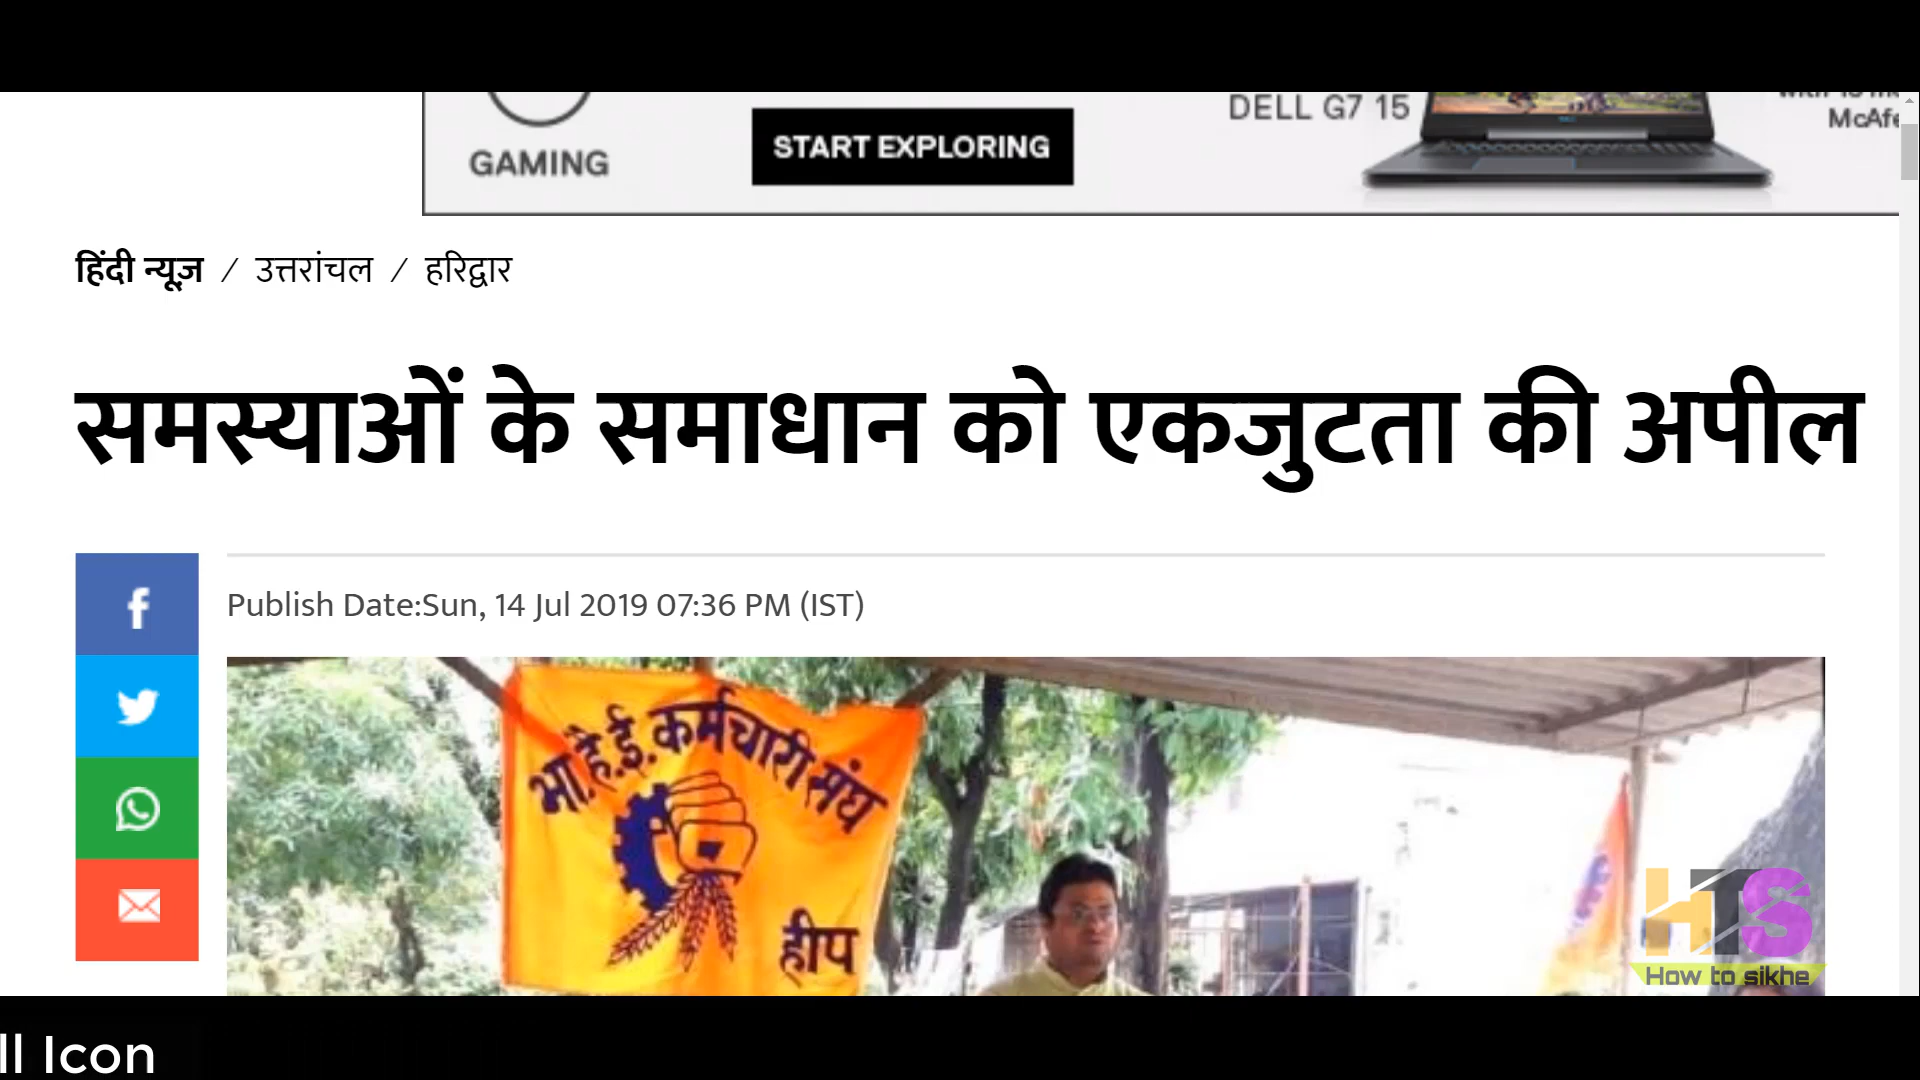 DELL G7 15
McAfe
GAMING
START EXPLORING
हिंदी न्यूज़ / उत्तरांचल / हरिद्वार
समस्याओं के समाधान को एकजुटता की अपील
Publish Date:Sun, 14 Jul 2019 07:36 PM (IST)
भा.हे.ई. कर्मचारी संघ
हीप
HTS
How to sikhe
ll Icon